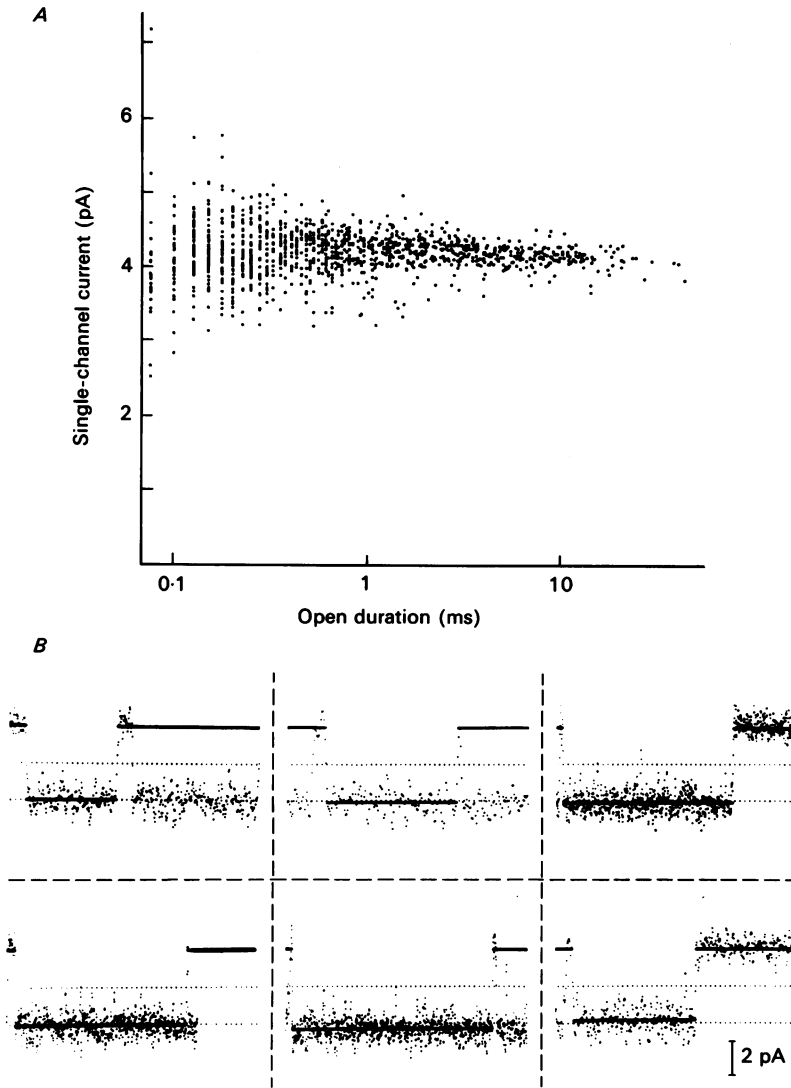 A
6
4
2
Single-channel current (pA)
0·1
1
10
Open duration (ms)
B
2 pA